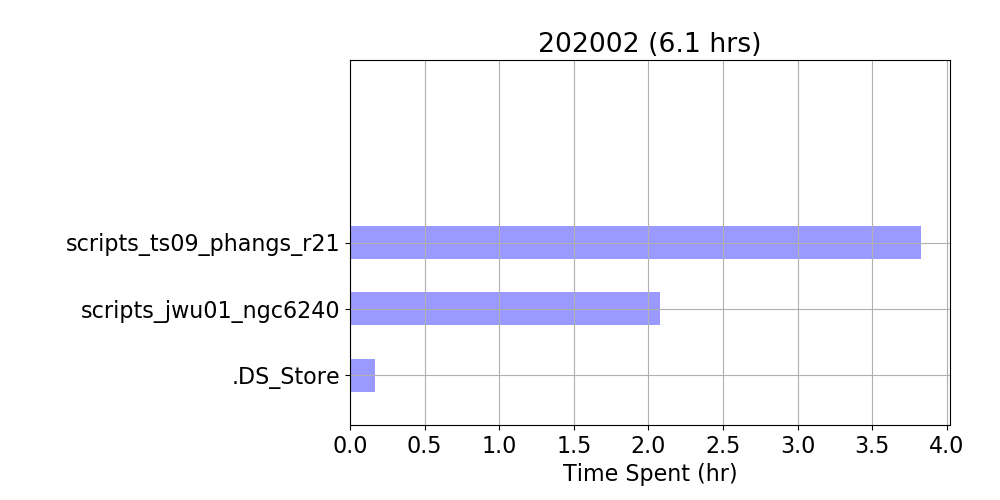 202002 (6.1 hrs)
scripts_ts09_phangs_r21
scripts_jwu01_ngc6240
.DS_Store
0.0 0.5 1.0 1.5 2.0 2.5 3.0 3.5 4.0
Time Spent (hr)